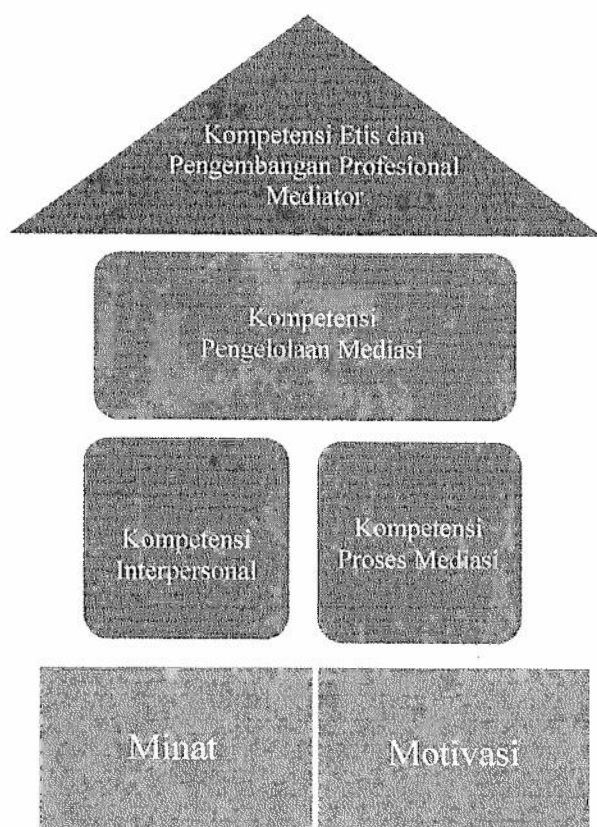 Kompetensi Etis dan
Pengembangan Profesional
Mediator
Kompetensi
Pengelolaan Mediasi
Kompetensi
Interpersonal
Kompetensi
Proses Mediasi
Minat
Motivasi